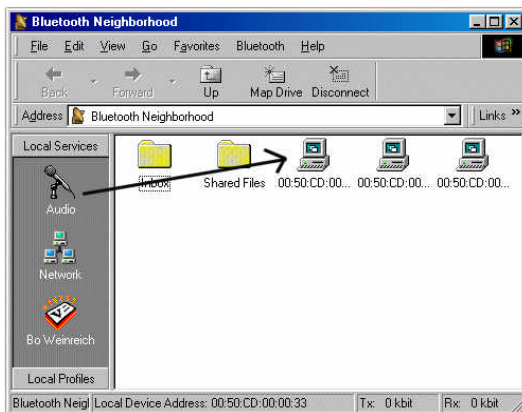 Bluetooth Neighborhood
File Edit View Go Favorites Bluetooth Help
Back Forward Up Map Drive Disconnect
Address Bluetooth Neighborhood Links »
Local Services
Inbox Shared Files 00:50:CD:00... 00:50:CD:00... 00:50:CD:00...
Audio
Network
Bo Weinreich
Local Profiles
Bluetooth Neigl Local Device Address: 00:50:CD:00:00:33 Tx: 0 kbit Rx: 0 kbit